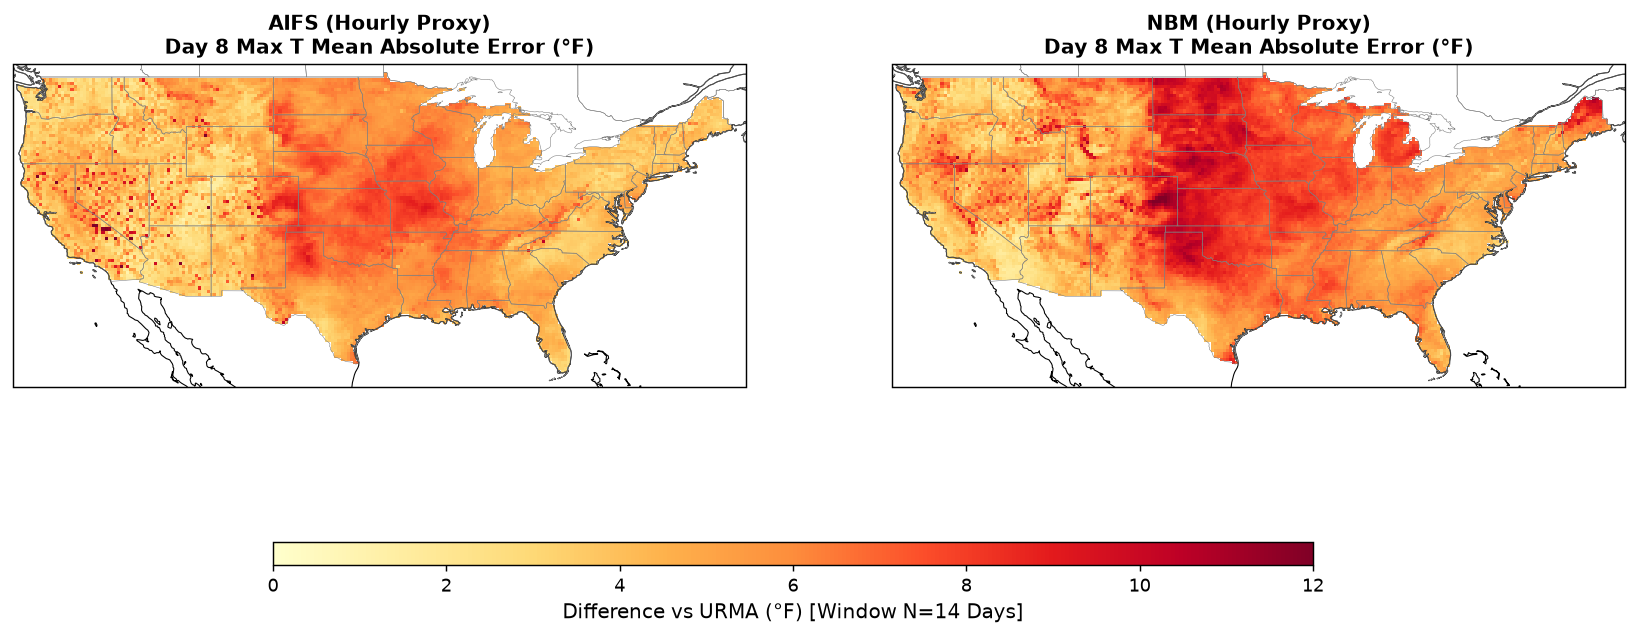 AIFS (Hourly Proxy)
Day 8 Max T Mean Absolute Error (°F)
NBM (Hourly Proxy)
Day 8 Max T Mean Absolute Error (°F)
0 2 4 6 8 10 12
Difference vs URMA (°F) [Window N=14 Days]